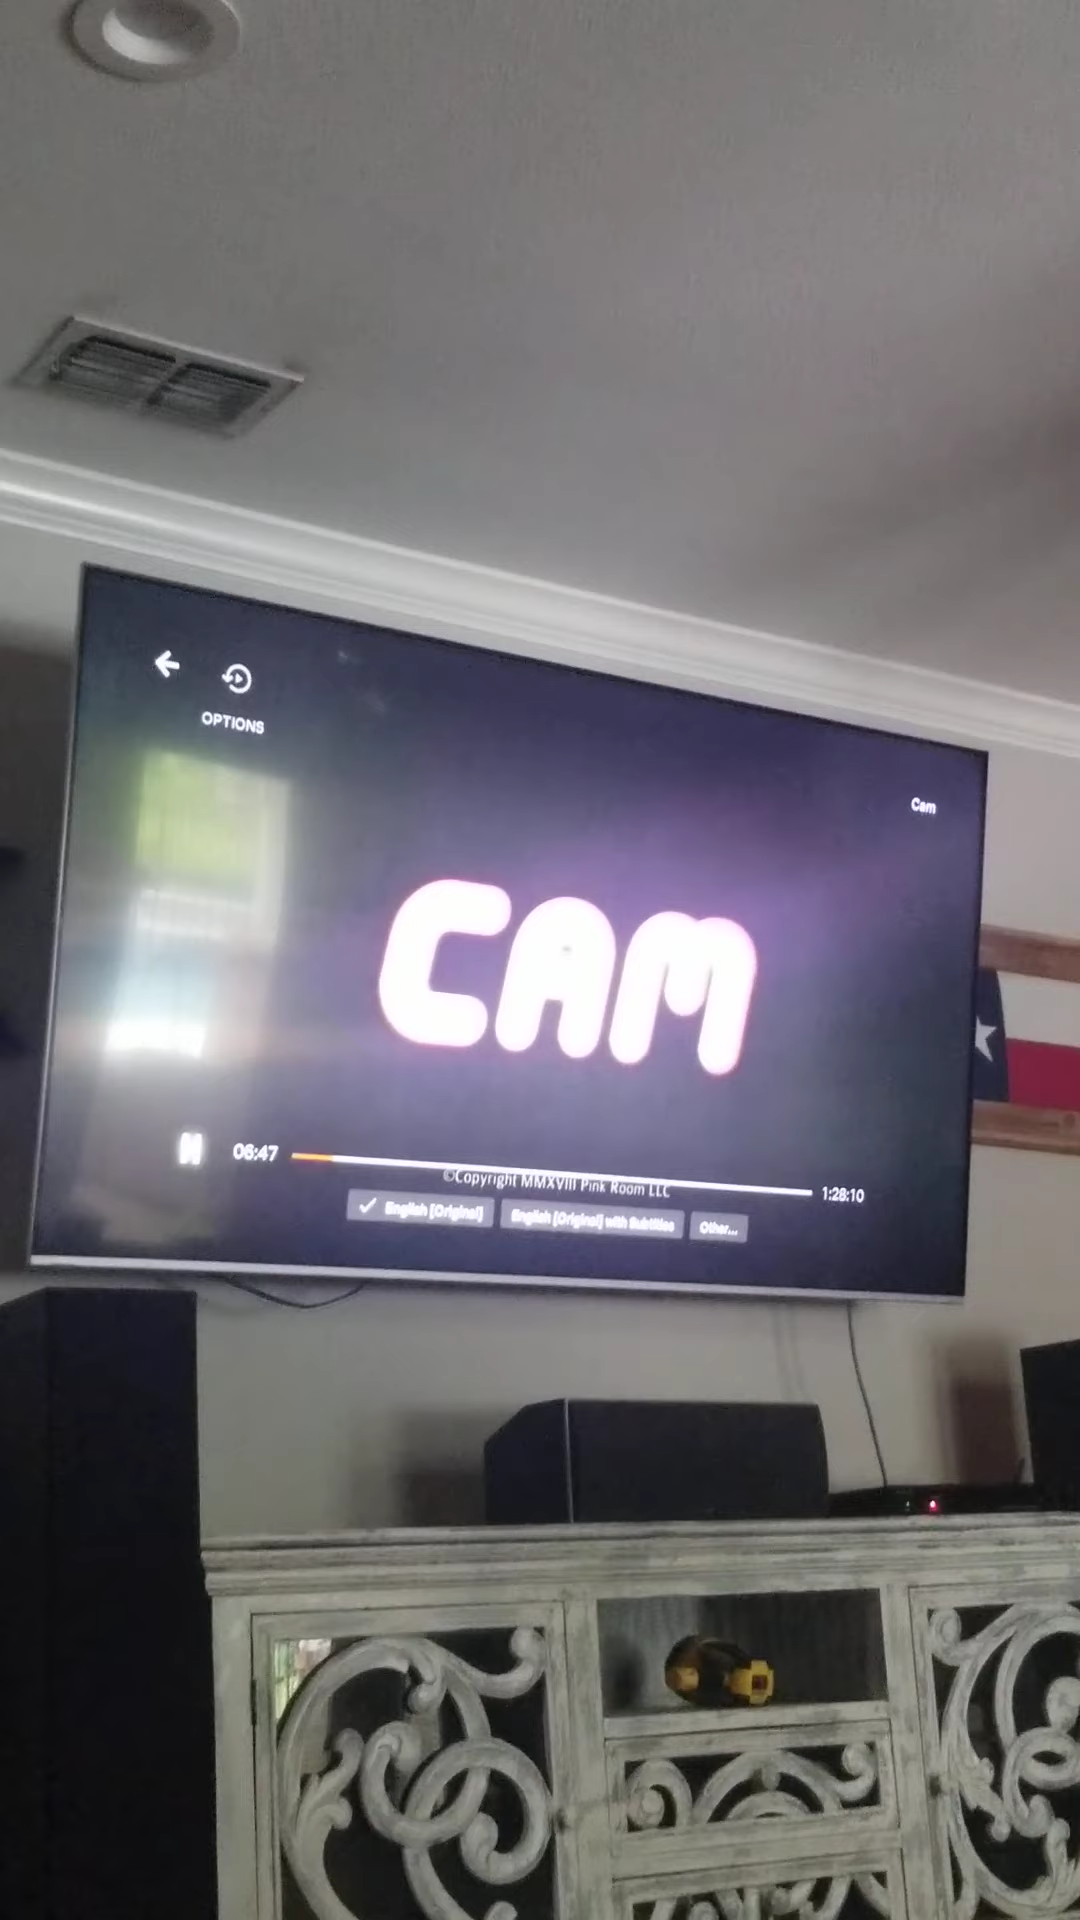 OPTIONS
Cam
CAM
06:47
1:28:10
©Copyright MMXVIII Pink Room LLC
English [Original]
English [Original] with Subtitles
Other...